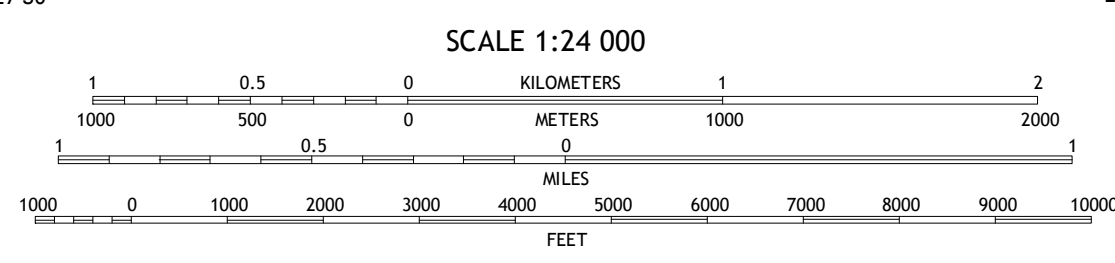 SCALE 1:24 000
1 0.5 0 KILOMETERS 1 2
1000 500 0 METERS 1000 2000
1 0.5 0 1
MILES
1000 0 1000 2000 3000 4000 5000 6000 7000 8000 9000 10000
FEET